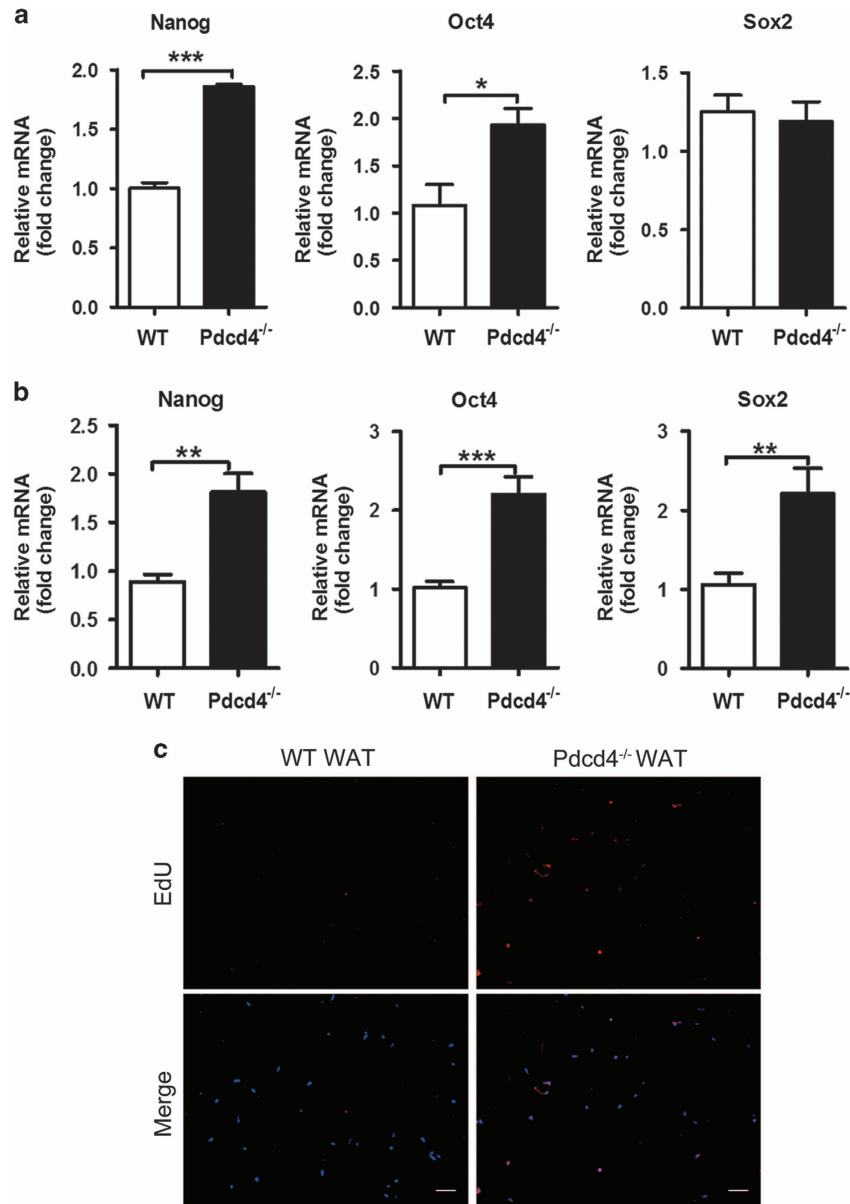 a
Nanog
Oct4
Sox2
***
*
Relative mRNA
(fold change)
2.0
1.5
1.0
0.5
0.0
WT
Pdcd4-/-
Relative mRNA
(fold change)
2.5
2.0
1.5
1.0
0.5
0.0
WT
Pdcd4-/-
Relative mRNA
(fold change)
1.5
1.0
0.5
0.0
WT
Pdcd4-/-
b
Nanog
Oct4
Sox2
**
***
**
Relative mRNA
(fold change)
2.5
2.0
1.5
1.0
0.5
0.0
WT
Pdcd4-/-
Relative mRNA
(fold change)
3
2
1
0
WT
Pdcd4-/-
Relative mRNA
(fold change)
3
2
1
0
WT
Pdcd4-/-
c
WT WAT
Pdcd4-/- WAT
EdU
Merge